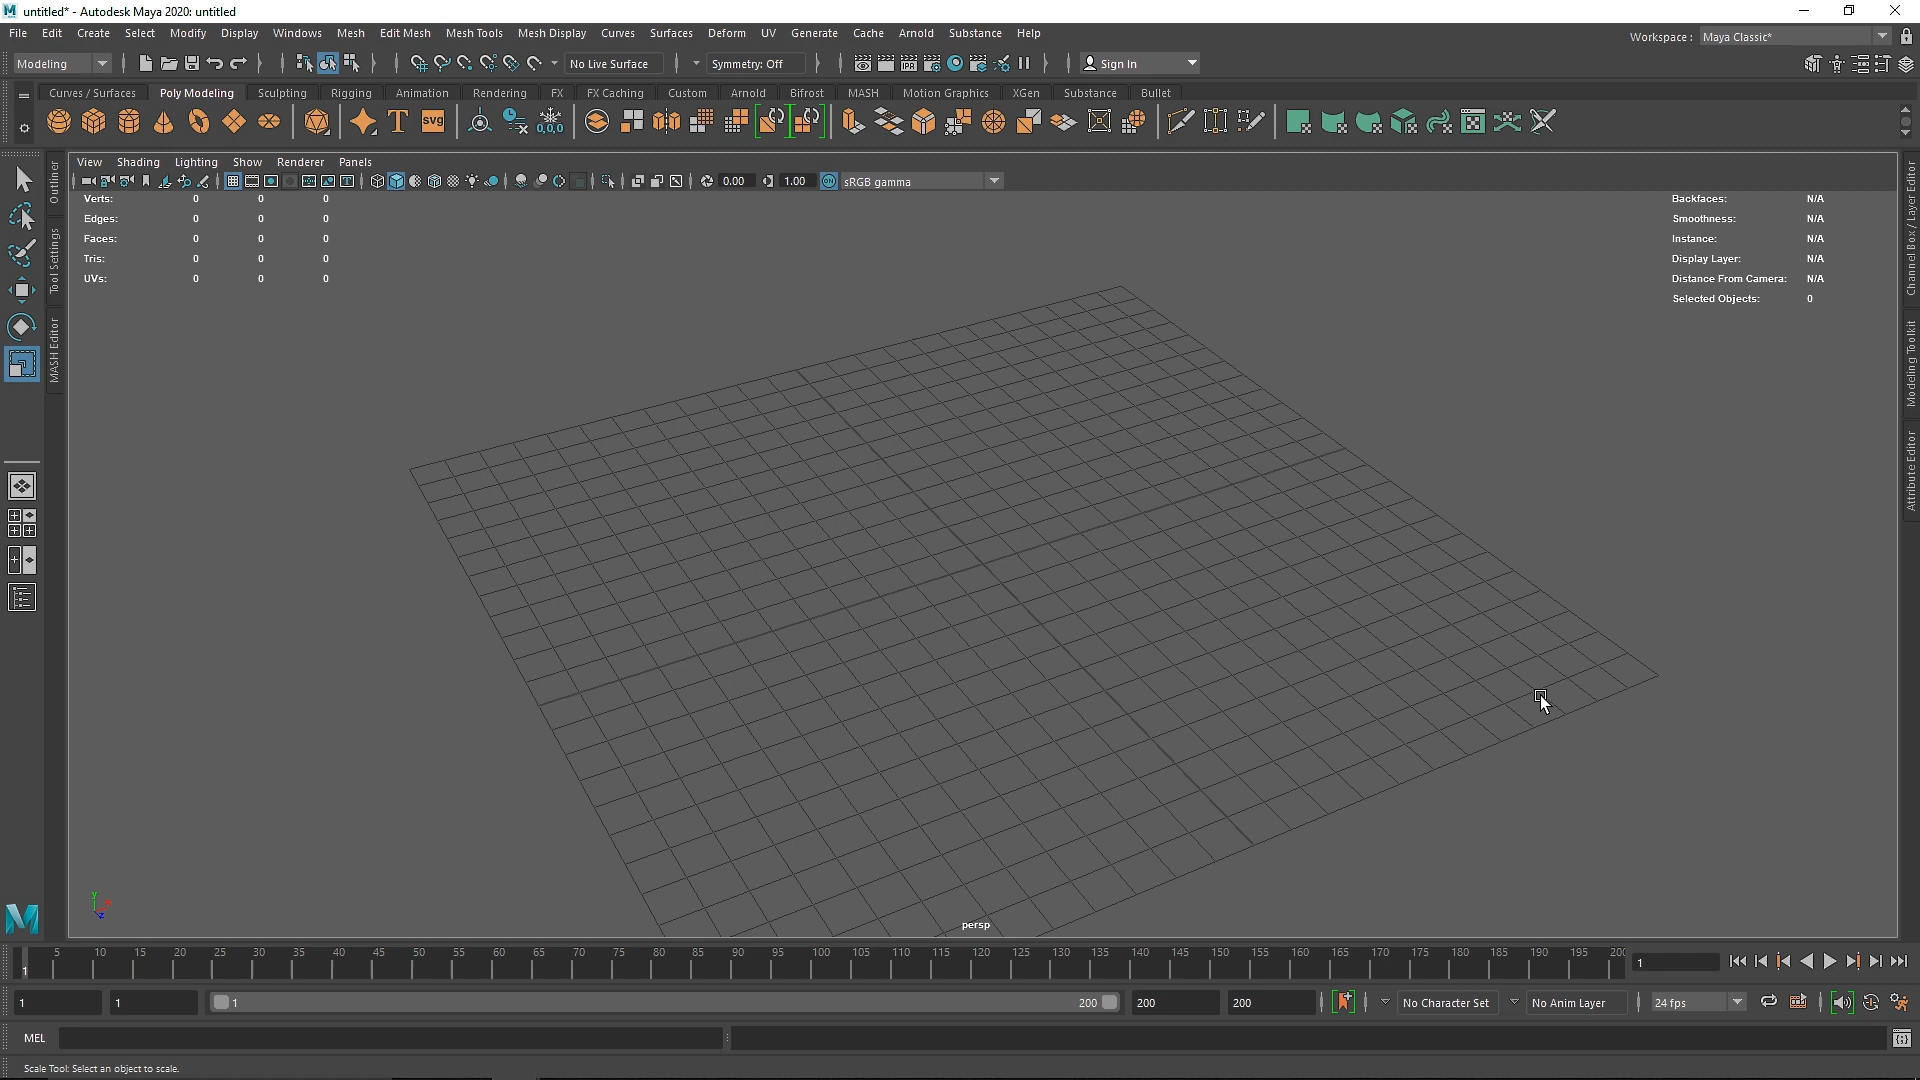 untitled* - Autodesk Maya 2020: untitled
File Edit Create Select Modify Display Windows Mesh Edit Mesh Mesh Tools Mesh Display Curves Surfaces Deform UV Generate Cache Arnold Substance Help
Workspace : Maya Classic*
Modeling No Live Surface Symmetry: Off Sign In
Curves / Surfaces Poly Modeling Sculpting Rigging Animation Rendering FX FX Caching Custom Arnold MASH Bifrost Motion Graphics XGen Substance Bullet
T svg 0,0,0
View Shading Lighting Show Renderer Panels
0.00 1.00 ON sRGB gamma
Verts: 0 0 0
Edges: 0 0 0
Faces: 0 0 0
Tris: 0 0 0
UVs: 0 0 0
Backfaces: N/A
Smoothness: N/A
Instance: N/A
Display Layer: N/A
Distance From Camera: N/A
Selected Objects: 0
Outliner
Tool Settings
MASH Editor
Channel Box / Layer Editor
Modeling Toolkit
Attribute Editor
y
z
persp
5 10 15 20 25 30 35 40 45 50 55 60 65 70 75 80 85 90 95 100 105 110 115 120 125 130 135 140 145 150 155 160 165 170 175 180 185 190 195 200
1 1
1 1 1 200 200 200 No Character Set No Anim Layer 24 fps
MEL
Scale Tool: Select an object to scale.